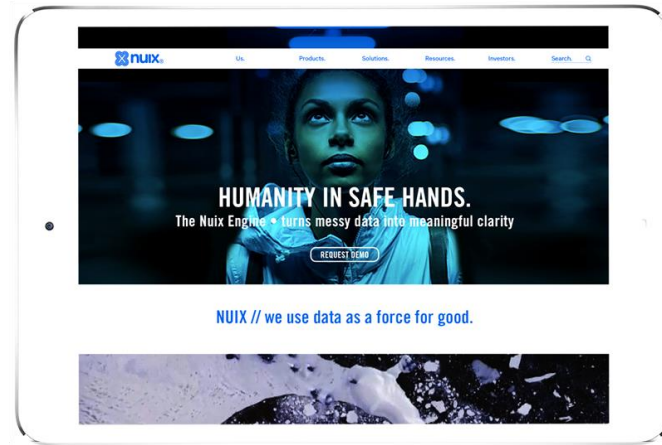 nuix®
Us. Products. Solutions. Resources. Investors. Search.
HUMANITY IN SAFE HANDS.
The Nuix Engine • turns messy data into meaningful clarity
REQUEST DEMO
NUIX // we use data as a force for good.